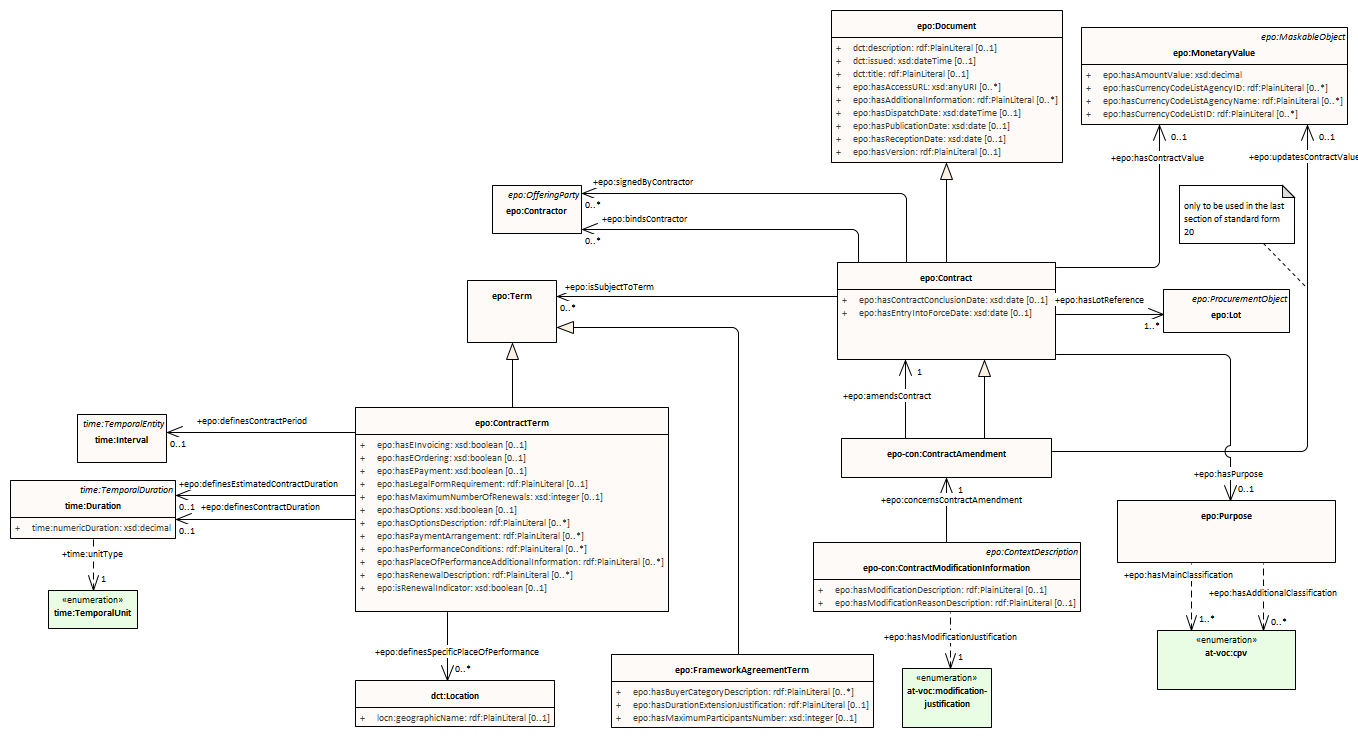 epo:Document
+ dct:description: rdf:PlainLiteral [0..1]
+ dct:issued: xsd:dateTime [0..1]
+ dct:title: rdf:PlainLiteral [0..1]
+ epo:hasAccessURL: xsd:anyURI [0..*]
+ epo:hasAdditionalInformation: rdf:PlainLiteral [0..*]
+ epo:hasDispatchDate: xsd:dateTime [0..1]
+ epo:hasPublicationDate: xsd:date [0..1]
+ epo:hasReceptionDate: xsd:date [0..1]
+ epo:hasVersion: rdf:PlainLiteral [0..1]
epo:MaskableObject
epo:MonetaryValue
+ epo:hasAmountValue: xsd:decimal
+ epo:hasCurrencyCodeListAgencyID: rdf:PlainLiteral [0..*]
+ epo:hasCurrencyCodeListAgencyName: rdf:PlainLiteral [0..*]
+ epo:hasCurrencyCodeListID: rdf:PlainLiteral [0..*]
0..1
0..1
+epo:hasContractValue
+epo:updatesContractValue
only to be used in the last
section of standard form
20
+epo:signedByContractor
0..*
epo:OfferingParty
epo:Contractor
+epo:bindsContractor
0..*
epo:Contract
+ epo:hasContractConclusionDate: xsd:date [0..1]
+ epo:hasEntryIntoForceDate: xsd:date [0..1]
+epo:isSubjectToTerm
0..*
epo:Term
+epo:hasLotReference
1..*
epo:ProcurementObject
epo:Lot
1
+epo:amendsContract
epo-con:ContractAmendment
+epo:hasPurpose
0..1
epo:Purpose
+epo:hasMainClassification
+epo:hasAdditionalClassification
1..*
0..*
«enumeration»
at-voc:cpv
1
+epo:concernsContractAmendment
epo:ContextDescription
epo-con:ContractModificationInformation
+ epo:hasModificationDescription: rdf:PlainLiteral [0..1]
+ epo:hasModificationReasonDescription: rdf:PlainLiteral [0..1]
+epo:hasModificationJustification
1
«enumeration»
at-voc:modification-
justification
epo:ContractTerm
+ epo:hasEInvoicing: xsd:boolean [0..1]
+ epo:hasEOrdering: xsd:boolean [0..1]
+ epo:hasEPayment: xsd:boolean [0..1]
+ epo:hasLegalFormRequirement: rdf:PlainLiteral [0..1]
+ epo:hasMaximumNumberOfRenewals: xsd:integer [0..1]
+ epo:hasOptions: xsd:boolean [0..1]
+ epo:hasOptionsDescription: rdf:PlainLiteral [0..*]
+ epo:hasPaymentArrangement: rdf:PlainLiteral [0..*]
+ epo:hasPerformanceConditions: rdf:PlainLiteral [0..*]
+ epo:hasPlaceOfPerformanceAdditionalInformation: rdf:PlainLiteral [0..*]
+ epo:hasRenewalDescription: rdf:PlainLiteral [0..*]
+ epo:isRenewalIndicator: xsd:boolean [0..1]
+epo:definesContractPeriod
0..1
time:TemporalEntity
time:Interval
+epo:definesEstimatedContractDuration
0..1
+epo:definesContractDuration
0..1
time:TemporalDuration
time:Duration
+ time:numericDuration: xsd:decimal
+time:unitType
1
«enumeration»
time:TemporalUnit
+epo:definesSpecificPlaceOfPerformance
0..*
dct:Location
+ locn:geographicName: rdf:PlainLiteral [0..1]
epo:FrameworkAgreementTerm
+ epo:hasBuyerCategoryDescription: rdf:PlainLiteral [0..*]
+ epo:hasDurationExtensionJustification: rdf:PlainLiteral [0..1]
+ epo:hasMaximumParticipantsNumber: xsd:integer [0..1]